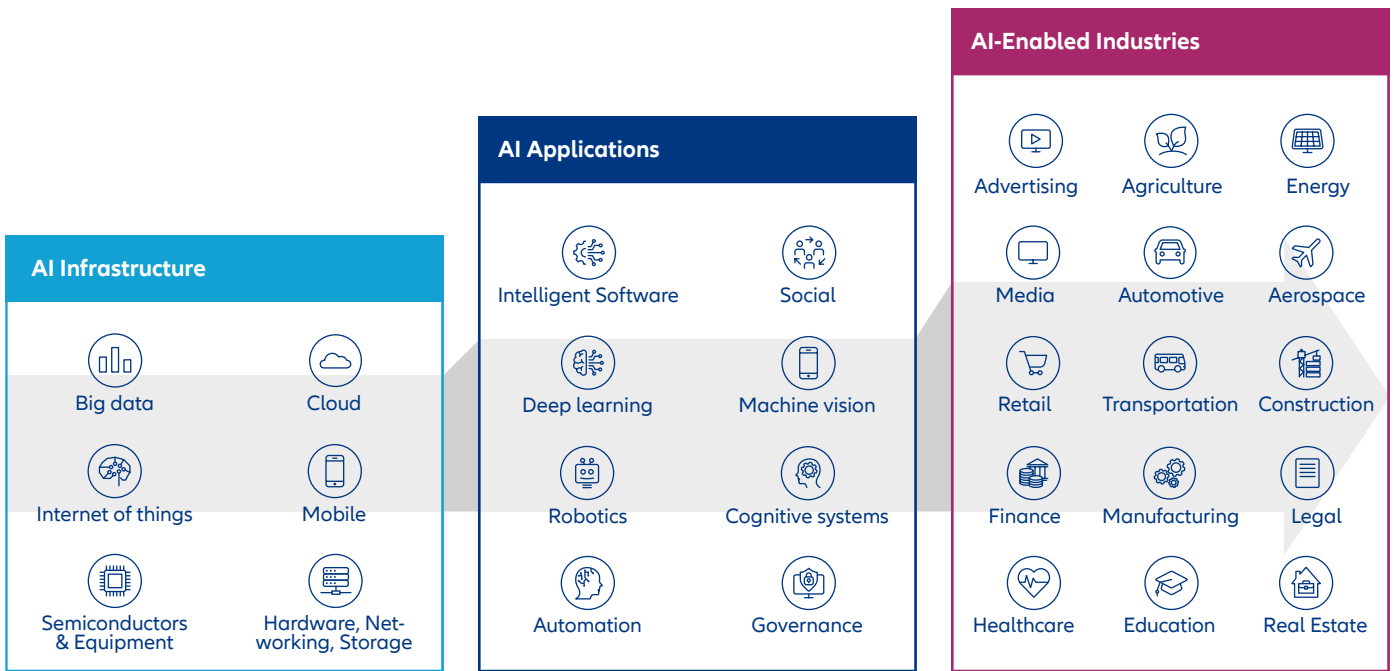 AI Infrastructure
Big data
Cloud
Internet of things
Mobile
Semiconductors
& Equipment
Hardware, Net-
working, Storage
AI Applications
Intelligent Software
Social
Deep learning
Machine vision
Robotics
Cognitive systems
Automation
Governance
AI-Enabled Industries
Advertising
Agriculture
Energy
Media
Automotive
Aerospace
Retail
Transportation
Construction
Finance
Manufacturing
Legal
Healthcare
Education
Real Estate